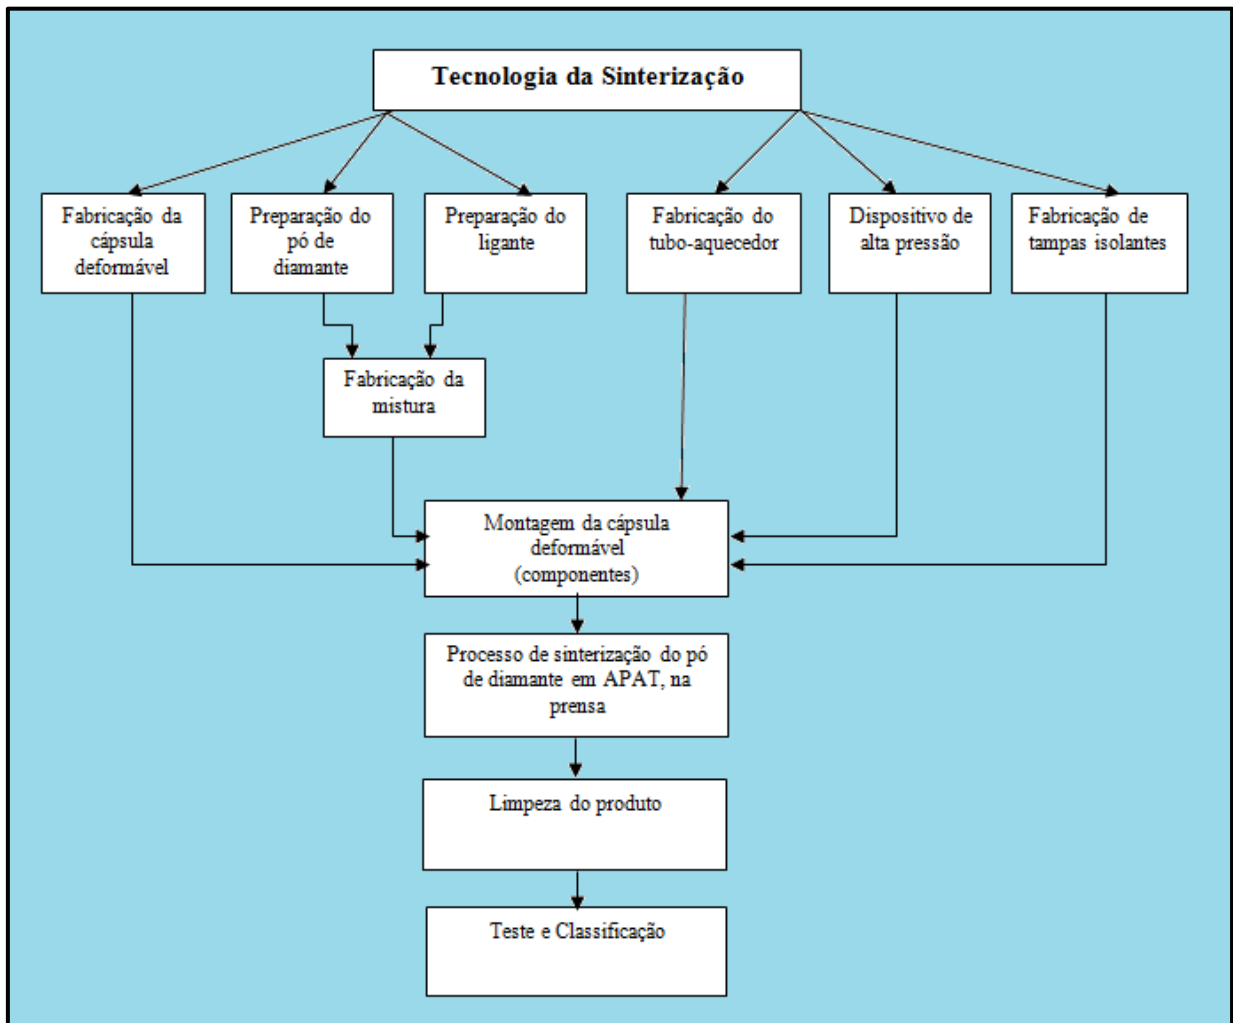 Tecnologia da Sinterização
Fabricação da
cápsula
deformável
Preparação do
pó de
diamante
Preparação do
ligante
Fabricação do
tubo-aquecedor
Dispositivo de
alta pressão
Fabricação de
tampas isolantes
Fabricação da
mistura
Montagem da cápsula
deformável
(componentes)
Processo de sinterização do pó
de diamante em APAT, na
prensa
Limpeza do produto
Teste e Classificação